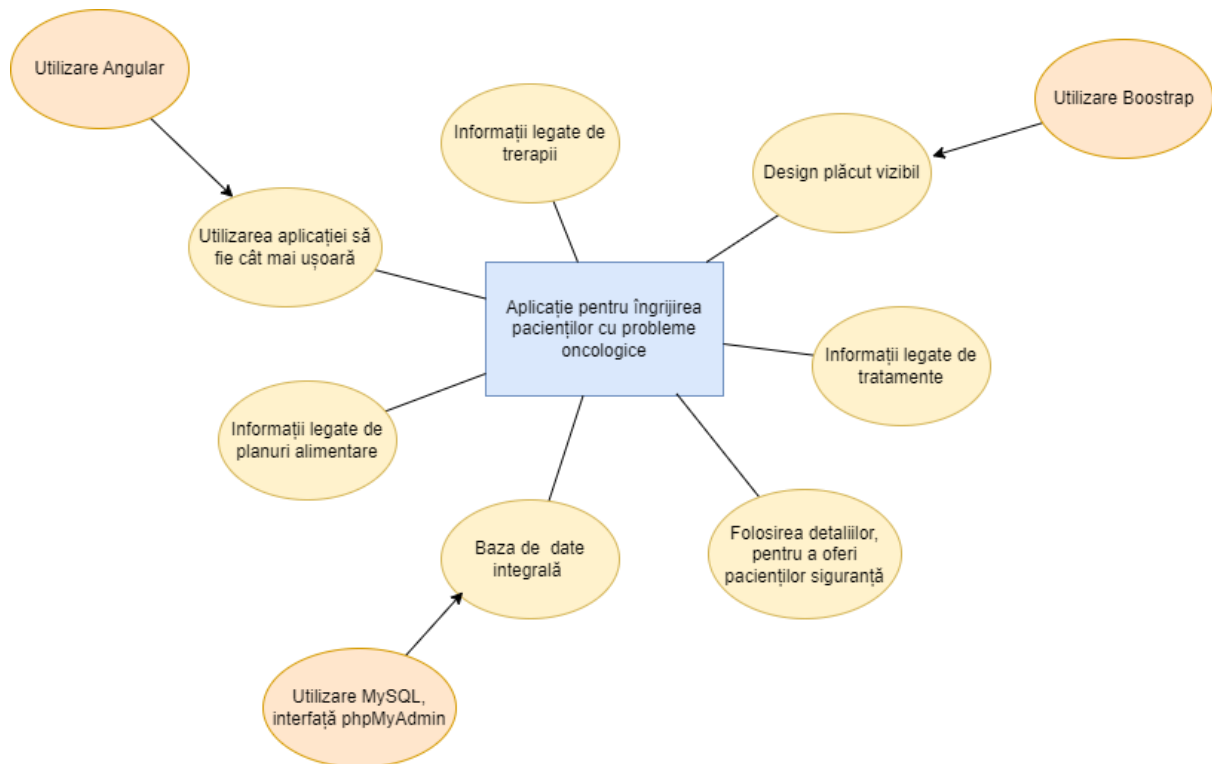 Utilizare Angular
Utilizare Boostrap
Informații legate de
trerapii
Design plăcut vizibil
Utilizarea aplicației să
fie cât mai ușoară
Aplicație pentru îngrijirea
pacienților cu probleme
oncologice
Informații legate de
tratamente
Informații legate de
planuri alimentare
Baza de date
integrală
Folosirea detaliilor,
pentru a oferi
pacienților siguranță
Utilizare MySQL,
interfață phpMyAdmin